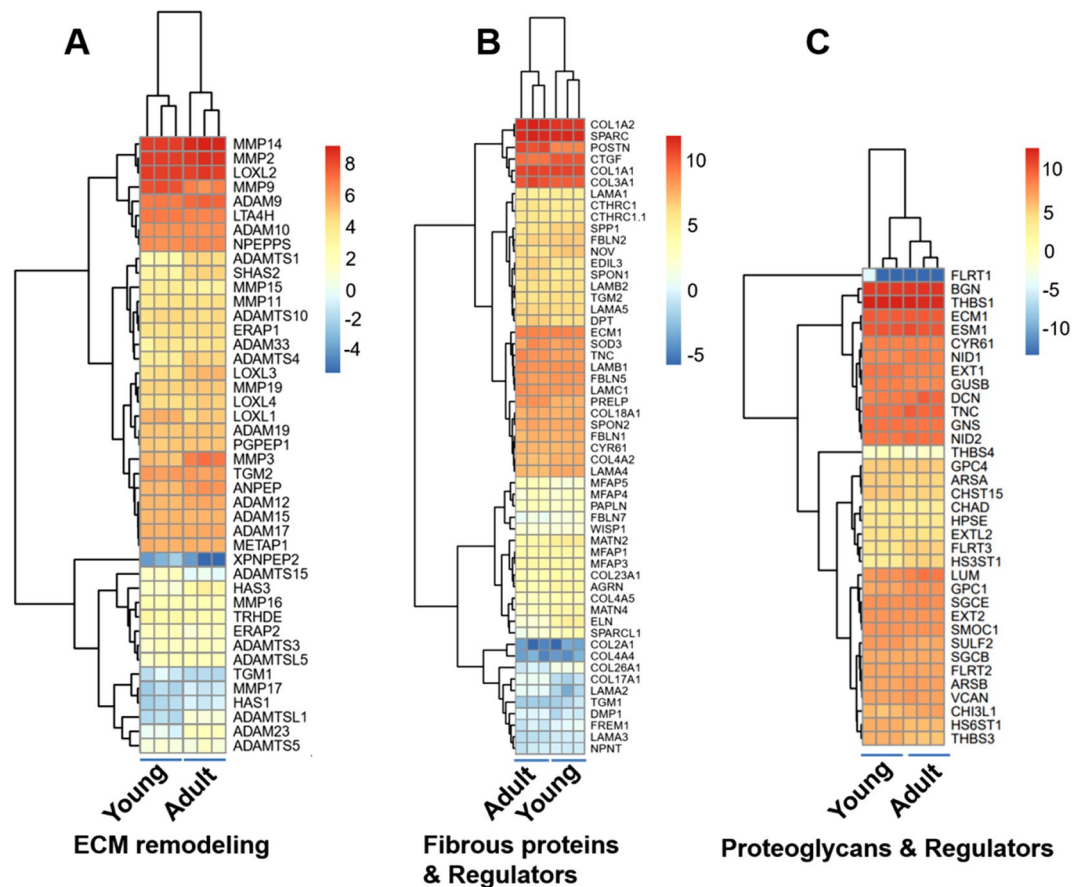 A
MMP14
MMP2
LOXL2
MMP9
ADAM9
LTA4H
ADAM10
NPEPPS
ADAMTS1
SHAS2
MMP15
MMP11
ADAMTS10
ERAP1
ADAM33
ADAMTS4
LOXL3
MMP19
LOXL4
LOXL1
ADAM19
PGPEP1
MMP3
TGM2
ANPEP
ADAM12
ADAM15
ADAM17
METAP1
XPNPEP2
ADAMTS15
HAS3
MMP16
TRHDE
ERAP2
ADAMTS3
ADAMTSL5
TGM1
MMP17
HAS1
ADAMTSL1
ADAM23
ADAMTS5
8
6
4
2
0
-2
-4
Young
Adult
ECM remodeling
B
COL1A2
SPARC
POSTN
CTGF
COL1A1
COL3A1
LAMA1
CTHRC1
CTHRC1.1
SPP1
FBLN2
NOV
EDIL3
SPON1
LAMB2
TGM2
LAMA5
DPT
ECM1
SOD3
TNC
LAMB1
FBLN5
LAMC1
PRELP
COL18A1
SPON2
FBLN1
CYR61
COL4A2
LAMA4
MFAP5
MFAP4
PAPLN
FBLN7
WISP1
MATN2
MFAP1
MFAP3
COL23A1
AGRN
COL4A5
MATN4
ELN
SPARCL1
COL2A1
COL4A4
COL26A1
COL17A1
LAMA2
TGM1
DMP1
FREM1
LAMA3
NPNT
10
5
0
-5
Adult
Young
Fibrous proteins
& Regulators
C
FLRT1
BGN
THBS1
ECM1
ESM1
CYR61
NID1
EXT1
GUSB
DCN
TNC
GNS
NID2
THBS4
GPC4
ARSA
CHST15
CHAD
HPSE
EXTL2
FLRT3
HS3ST1
LUM
GPC1
SGCE
EXT2
SMOC1
SULF2
SGCB
FLRT2
ARSB
VCAN
CHI3L1
HS6ST1
THBS3
10
5
0
-5
-10
Young
Adult
Proteoglycans & Regulators